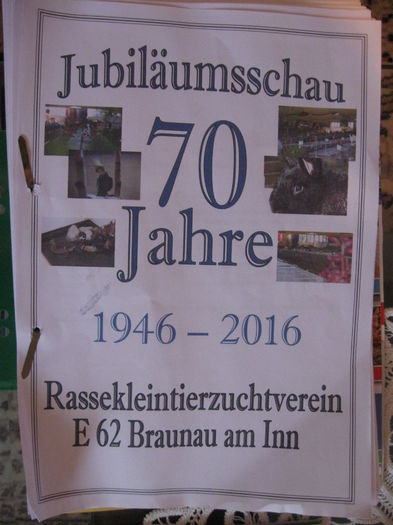 Jubiläumsschau
70
Jahre
1946 – 2016
Rassekleintierzuchtverein
E 62 Braunau am Inn